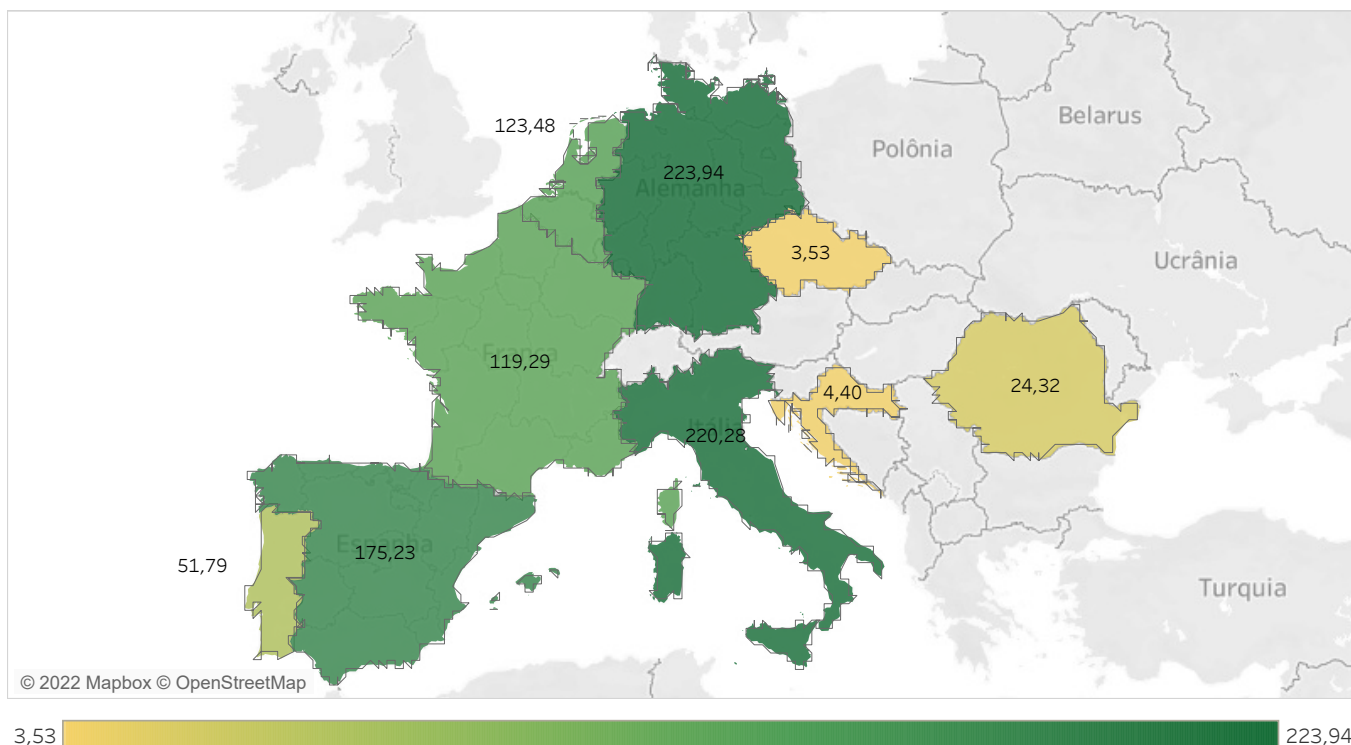 Belarus
123,48
Polônia
223,94
Alemanha
3,53
Ucrânia
França
119,29
24,32
4,40
Itália
220,28
Espanha
175,23
51,79
Turquia
© 2022 Mapbox © OpenStreetMap
3,53
223,94